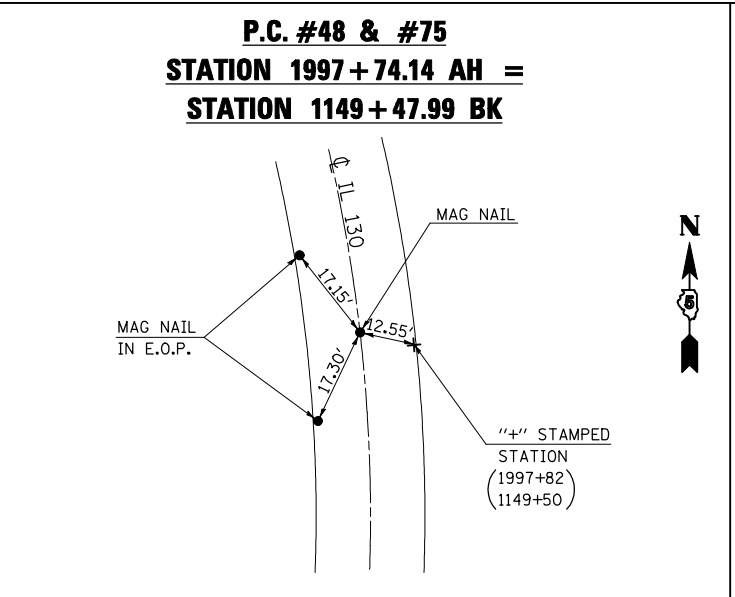 P.C. #48 & #75
STATION 1997+74.14 AH =
STATION 1149+47.99 BK
℄ IL 130
MAG NAIL
N
5
17.15'
12.55'
MAG NAIL
IN E.O.P.
17.30'
"+" STAMPED
STATION
(1997+82
1149+50)